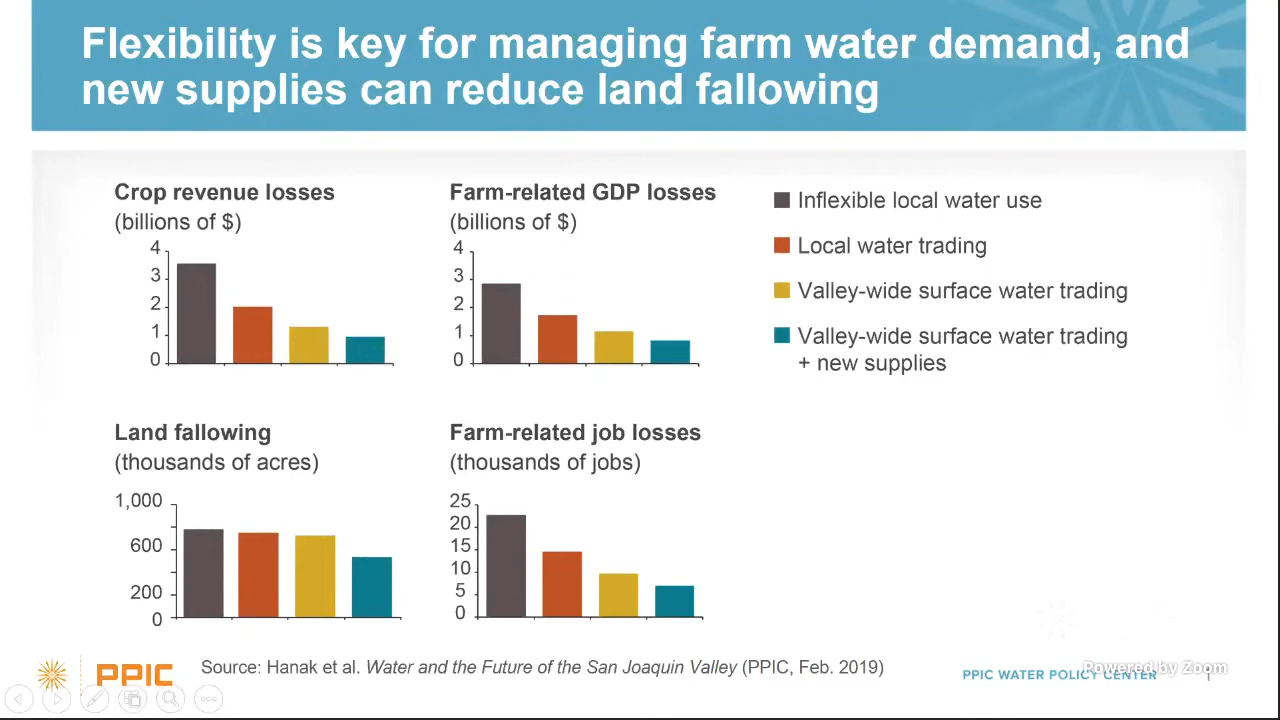 Flexibility is key for managing farm water demand, and
new supplies can reduce land fallowing
Crop revenue losses
(billions of $)
4
3
2
1
0
Farm-related GDP losses
(billions of $)
4
3
2
1
0
Inflexible local water use
Local water trading
Valley-wide surface water trading
Valley-wide surface water trading
+ new supplies
Land fallowing
(thousands of acres)
1,000
600
200
0
Farm-related job losses
(thousands of jobs)
25
20
15
10
5
0
PPIC
Source: Hanak et al. Water and the Future of the San Joaquin Valley (PPIC, Feb. 2019)
PPIC WATER POLICY CENTER
Powered by Zoom
1